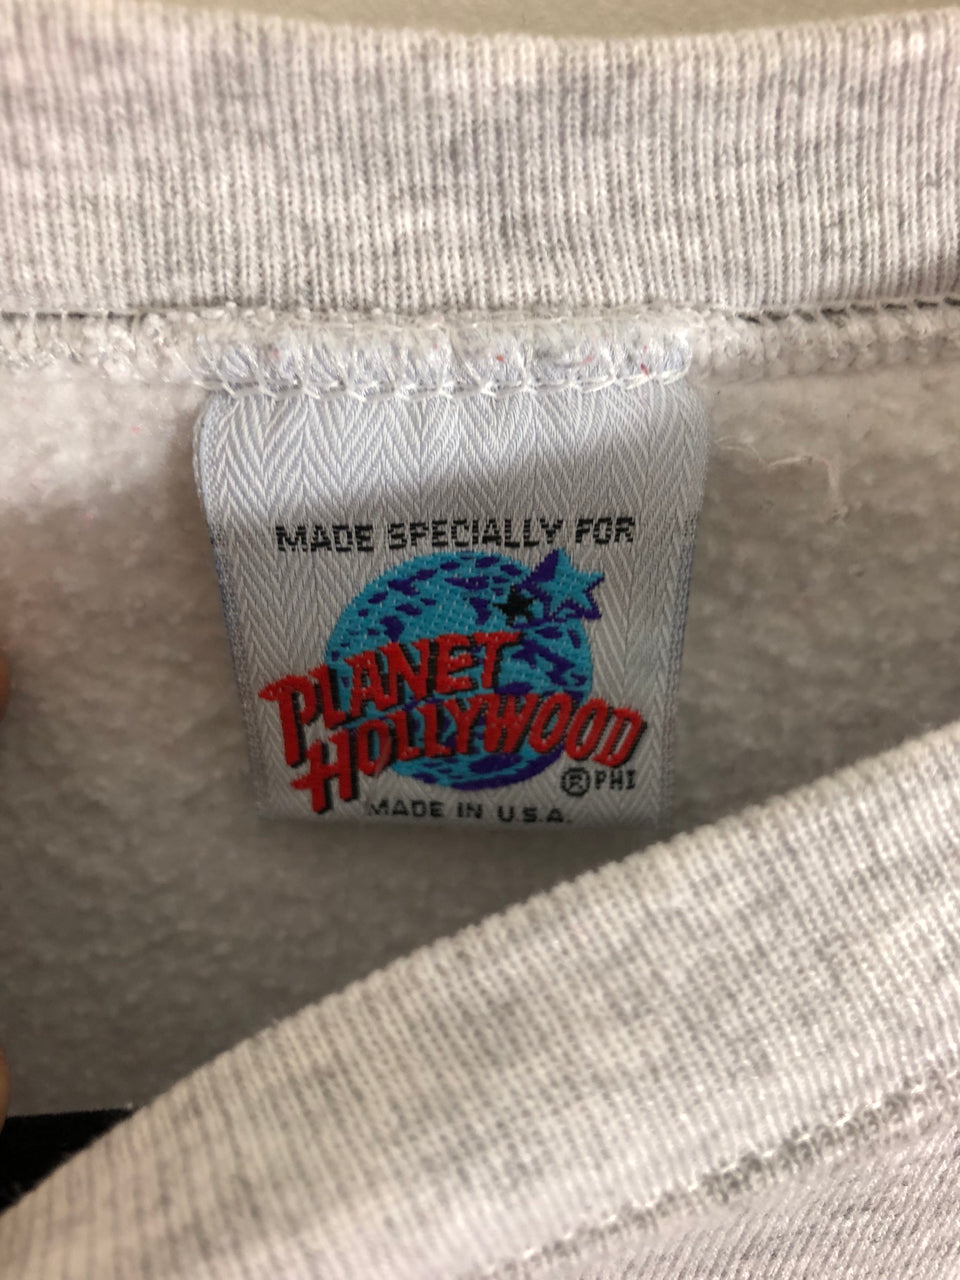 MADE SPECIALLY FOR
PLANET
HOLLYWOOD
® PHI
MADE IN U.S.A.